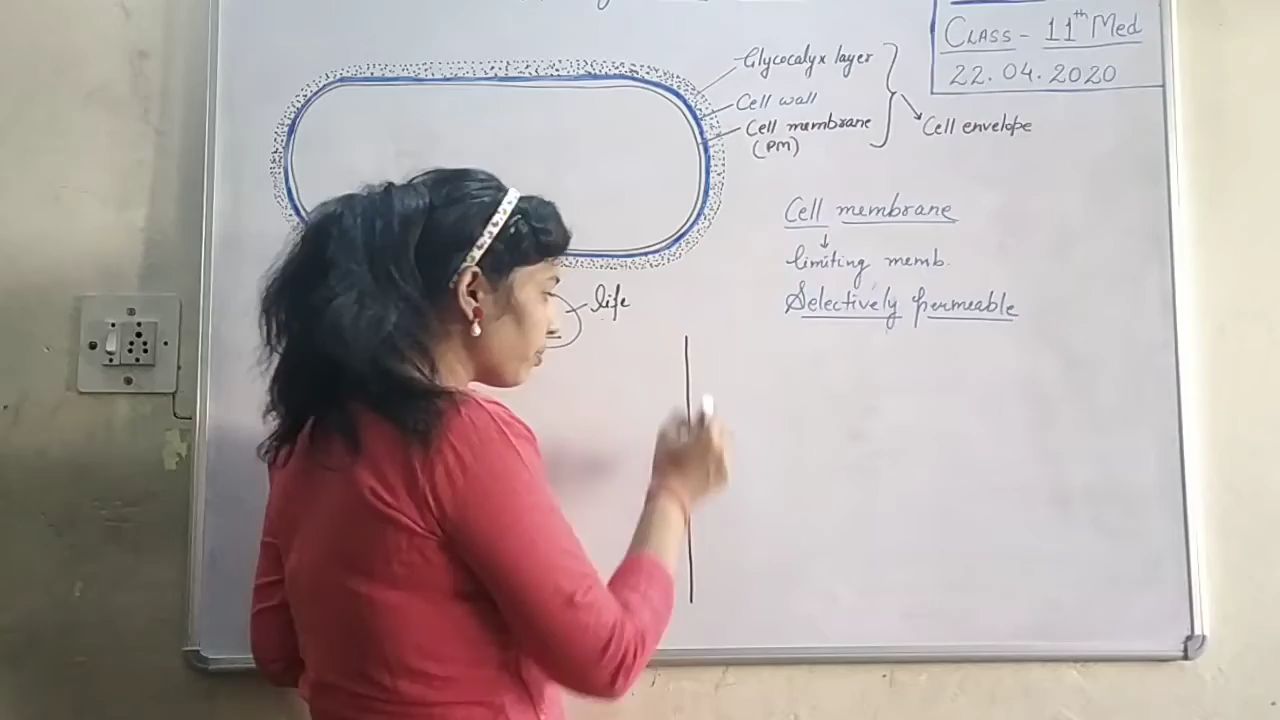 CLASS - 11th Med
22.04.2020
Glycocalyx layer
Cell wall
Cell membrane
(PM)
Cell envelope
Cell membrane
limiting memb.
Selectively permeable
life